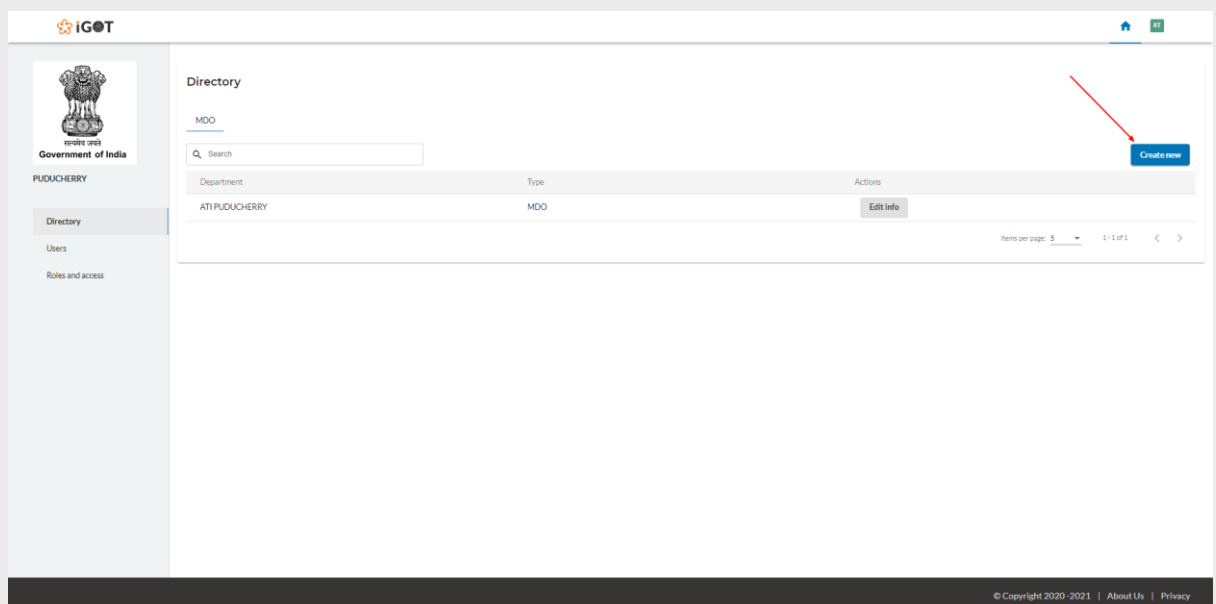 iGOT
RT
सत्यमेव जयते
Government of India
PUDUCHERRY
Directory
Users
Roles and access
Directory
MDO
Search
Create new
Department Type Actions
ATI PUDUCHERRY MDO Edit info
Items per page: 5 1 - 1 of 1
© Copyright 2020 -2021 | About Us | Privacy